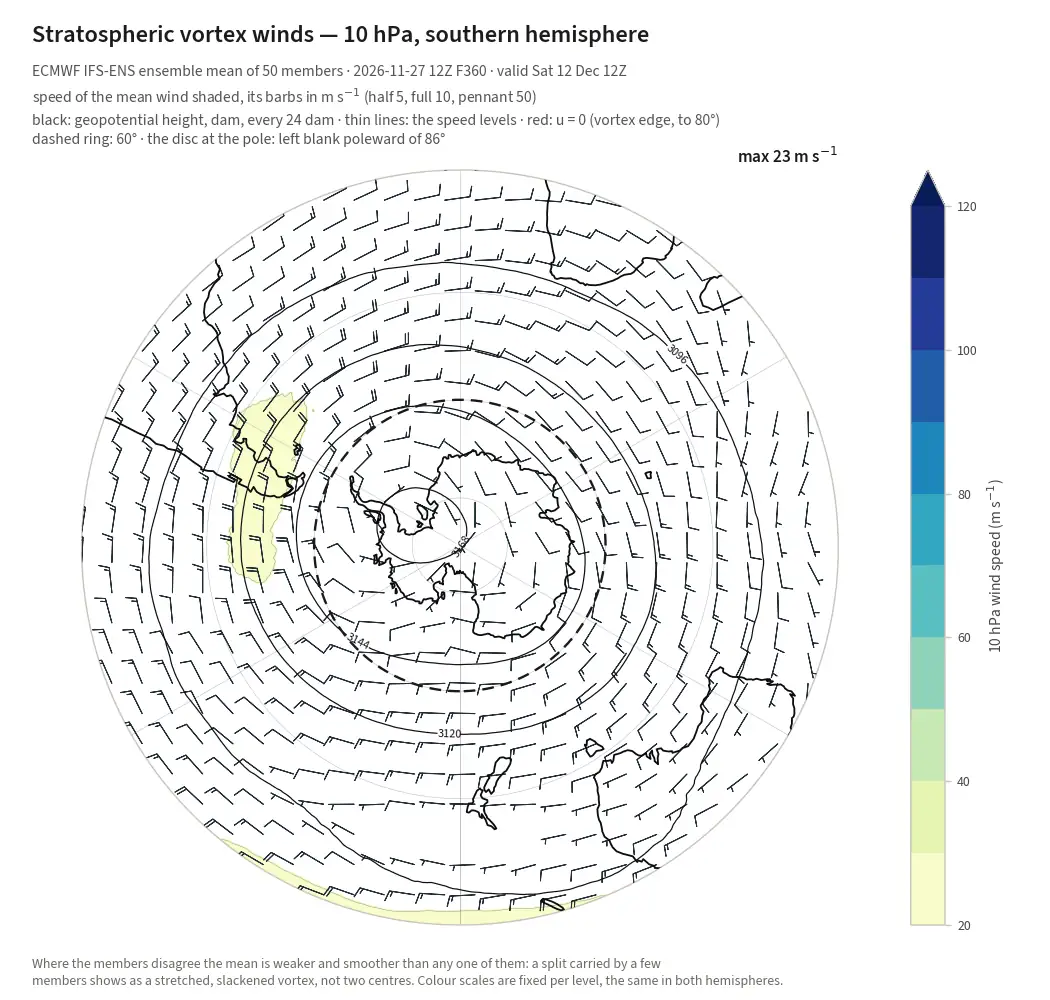 Stratospheric vortex winds — 10 hPa, southern hemisphere
ECMWF IFS-ENS ensemble mean of 50 members · 2026-11-27 12Z F360 · valid Sat 12 Dec 12Z
speed of the mean wind shaded, its barbs in m s⁻¹ (half 5, full 10, pennant 50)
black: geopotential height, dam, every 24 dam · thin lines: the speed levels · red: u = 0 (vortex edge, to 80°)
dashed ring: 60° · the disc at the pole: left blank poleward of 86°
max 23 m s⁻¹
120
100
80
60
40
20
10 hPa wind speed (m s⁻¹)
3096
3168
3144
3120
Where the members disagree the mean is weaker and smoother than any one of them: a split carried by a few
members shows as a stretched, slackened vortex, not two centres. Colour scales are fixed per level, the same in both hemispheres.